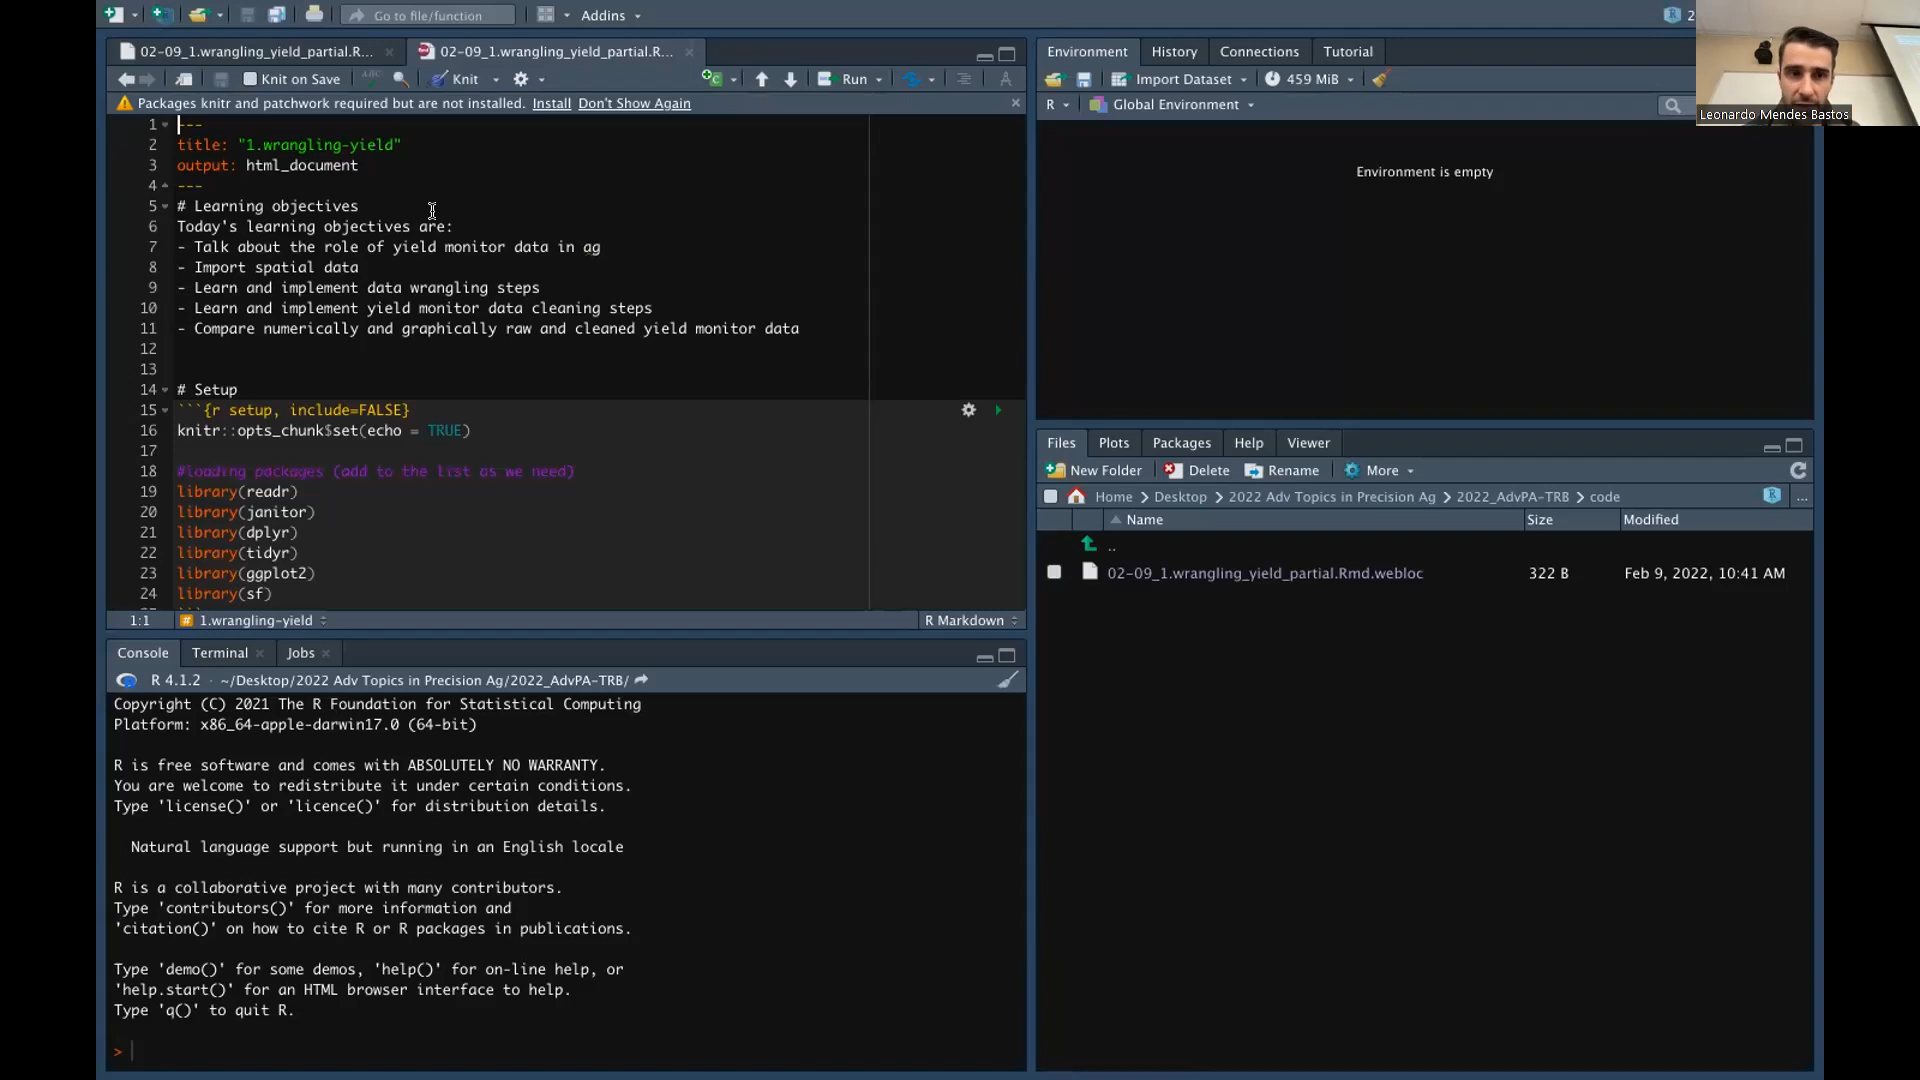 Go to file/function
Addins
2
02-09_1.wrangling_yield_partial.R...
02-09_1.wrangling_yield_partial.R...
Knit on Save
ABC
Knit
Run
Packages knitr and patchwork required but are not installed. Install Don't Show Again
1 ---
2 title: "1.wrangling-yield"
3 output: html_document
4 ---
5 # Learning objectives
6 Today's learning objectives are:
7 - Talk about the role of yield monitor data in ag
8 - Import spatial data
9 - Learn and implement data wrangling steps
10 - Learn and implement yield monitor data cleaning steps
11 - Compare numerically and graphically raw and cleaned yield monitor data
12
13
14 # Setup
15 ```{r setup, include=FALSE}
16 knitr::opts_chunk$set(echo = TRUE)
17
18 #loading packages (add to the list as we need)
19 library(readr)
20 library(janitor)
21 library(dplyr)
22 library(tidyr)
23 library(ggplot2)
24 library(sf)
1:1 # 1.wrangling-yield R Markdown
Console Terminal Jobs
R 4.1.2 · ~/Desktop/2022 Adv Topics in Precision Ag/2022_AdvPA-TRB/
Copyright (C) 2021 The R Foundation for Statistical Computing
Platform: x86_64-apple-darwin17.0 (64-bit)
R is free software and comes with ABSOLUTELY NO WARRANTY.
You are welcome to redistribute it under certain conditions.
Type 'license()' or 'licence()' for distribution details.
Natural language support but running in an English locale
R is a collaborative project with many contributors.
Type 'contributors()' for more information and
'citation()' on how to cite R or R packages in publications.
Type 'demo()' for some demos, 'help()' for on-line help, or
'help.start()' for an HTML browser interface to help.
Type 'q()' to quit R.
>
Environment History Connections Tutorial
Import Dataset 459 MiB
R Global Environment
Environment is empty
Leonardo Mendes Bastos
Files Plots Packages Help Viewer
New Folder Delete Rename More
Home > Desktop > 2022 Adv Topics in Precision Ag > 2022_AdvPA-TRB > code
Name Size Modified
..
02-09_1.wrangling_yield_partial.Rmd.webloc 322 B Feb 9, 2022, 10:41 AM